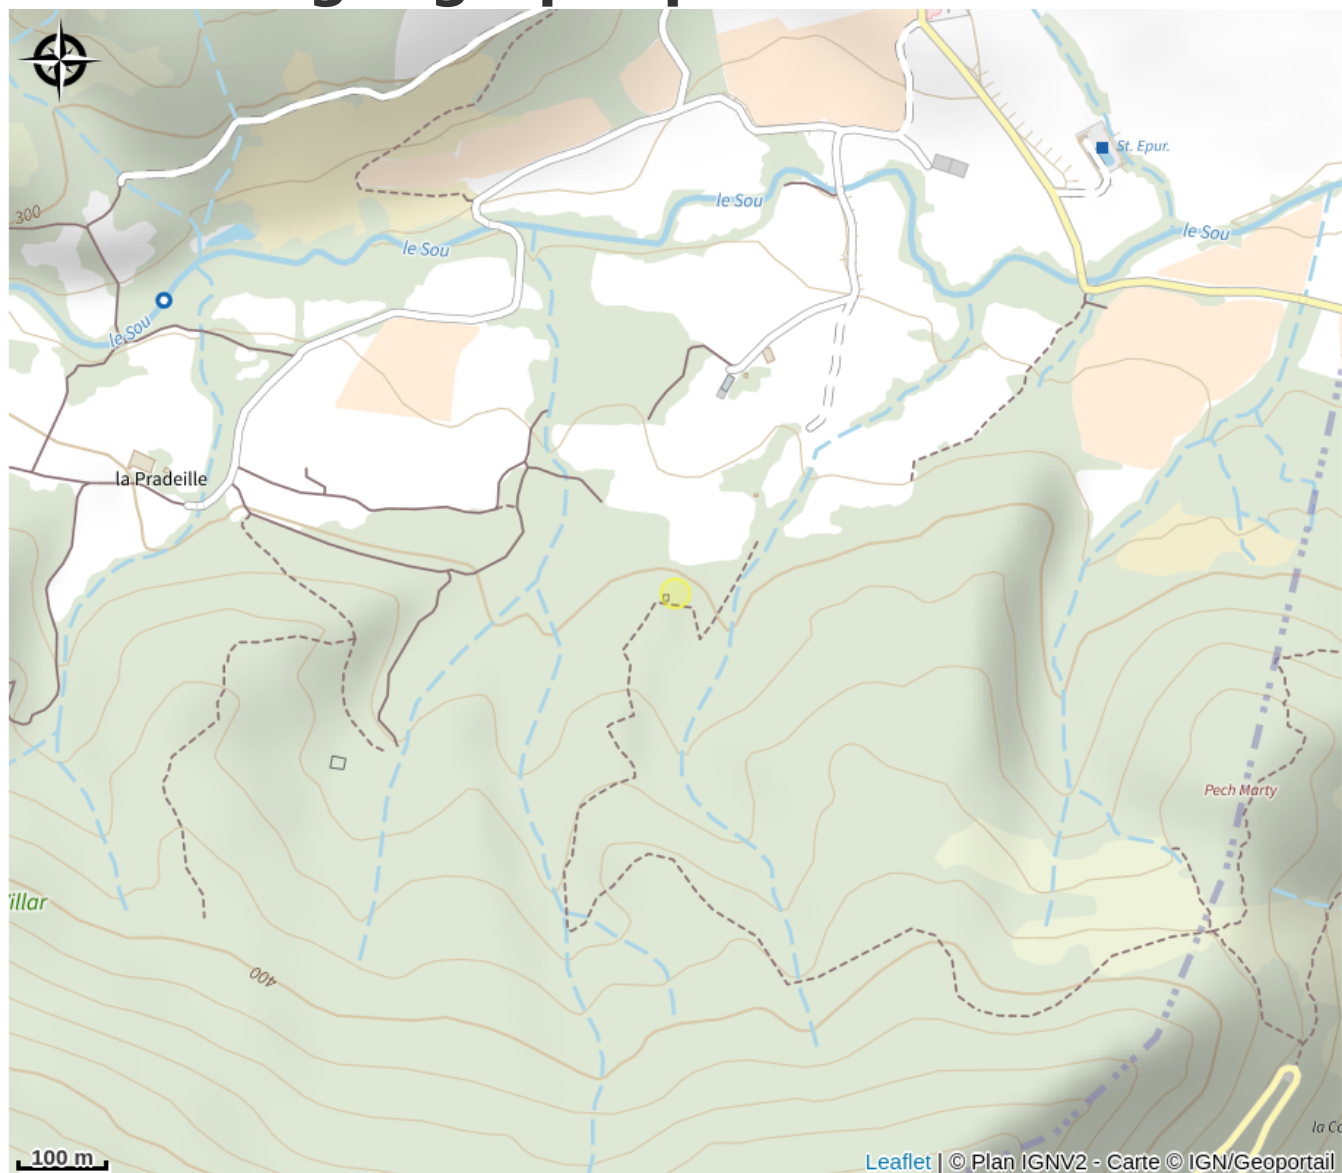 St. Epur.
le Sou
le Sou
300
le Sou
le Sou
la Pradeille
Pech Marty
illar
400
la Co
100 m
Leaflet | © Plan IGNV2 - Carte © IGN/Geoportail